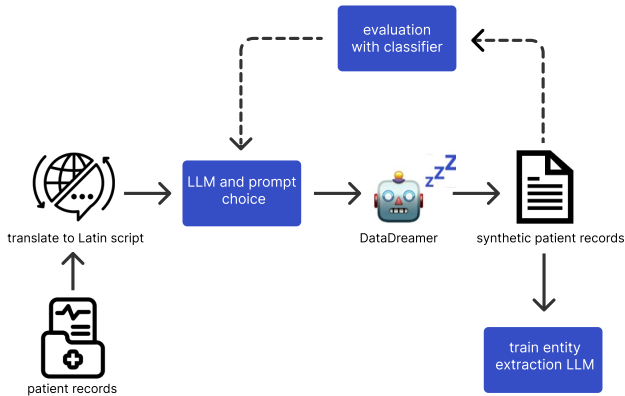 evaluation
with classifier
LLM and prompt
choice
zzZ
translate to Latin script
DataDreamer
synthetic patient records
train entity
extraction LLM
patient records